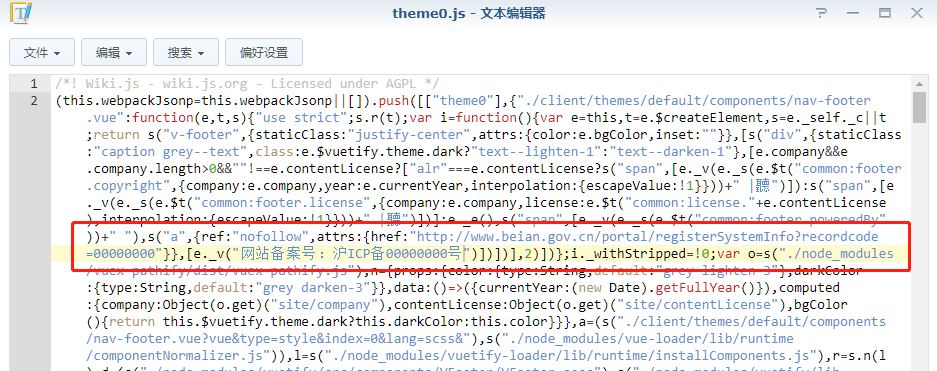 theme0.js - 文本编辑器
文件 编辑 搜索 偏好设置
1 /*! Wiki.js - wiki.js.org - Licensed under AGPL */
2 (this.webpackJsonp=this.webpackJsonp||[]).push([["theme0"],{"./client/themes/default/components/nav-footer
.vue":function(e,t,s){"use strict";s.r(t);var i=function(){var e=this,t=e.$createElement,s=e._self._c||t
;return s("v-footer",{staticClass:"justify-center",attrs:{color:e.bgColor,inset:""}},[s("div",{staticClass
:"caption grey--text",class:e.$vuetify.theme.dark?"text--lighten-1":"text--darken-1"},[e.company&&e
.company.length>0&&""!==e.contentLicense?["alr"===e.contentLicense?s("span",[e._v(e._s(e.$t("common:footer
.copyright",{company:e.company,year:e.currentYear,interpolation:{escapeValue:!1}}))+" |聽")]):s("span",[e
._v(e._s(e.$t("common:footer.license",{company:e.company,license:e.$t("common:license."+e.contentLicense
),interpolation:{escapeValue:!1}}))+" |聽")])]:e._e(),s("span",[e._v(e._s(e.$t("common:footer.poweredBy"
))+" "),s("a",{ref:"nofollow",attrs:{href:"http://www.beian.gov.cn/portal/registerSystemInfo?recordcode
=00000000"}},[e._v("网站备案号：沪ICP备00000000号")])])],2)])};i._withStripped=!0;var o=s("./node_modules
/vuex-pathify/dist/vuex-pathify.js"),n={props:{color:{type:String,default:"grey lighten-3"},darkColor
:{type:String,default:"grey darken-3"}},data:()=>({currentYear:(new Date).getFullYear()}),computed
:{company:Object(o.get)("site/company"),contentLicense:Object(o.get)("site/contentLicense"),bgColor
(){return this.$vuetify.theme.dark?this.darkColor:this.color}}},a=(s("./client/themes/default/components
/nav-footer.vue?vue&type=style&index=0&lang=scss&"),s("./node_modules/vue-loader/lib/runtime
/componentNormalizer.js")),l=s("./node_modules/vuetify-loader/lib/runtime/installComponents.js"),r=s.n(l